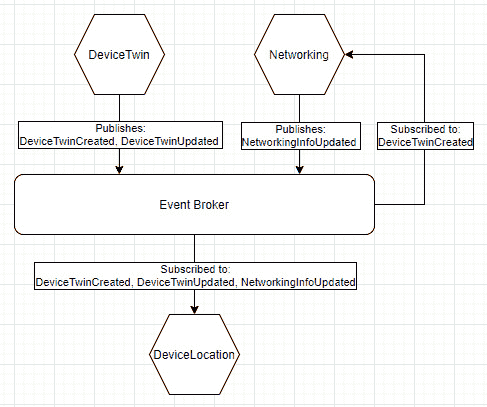 DeviceTwin
Networking
Publishes:
DeviceTwinCreated, DeviceTwinUpdated
Publishes:
NetworkingInfoUpdated
Subscribed to:
DeviceTwinCreated
Event Broker
Subscribed to:
DeviceTwinCreated, DeviceTwinUpdated, NetworkingInfoUpdated
DeviceLocation